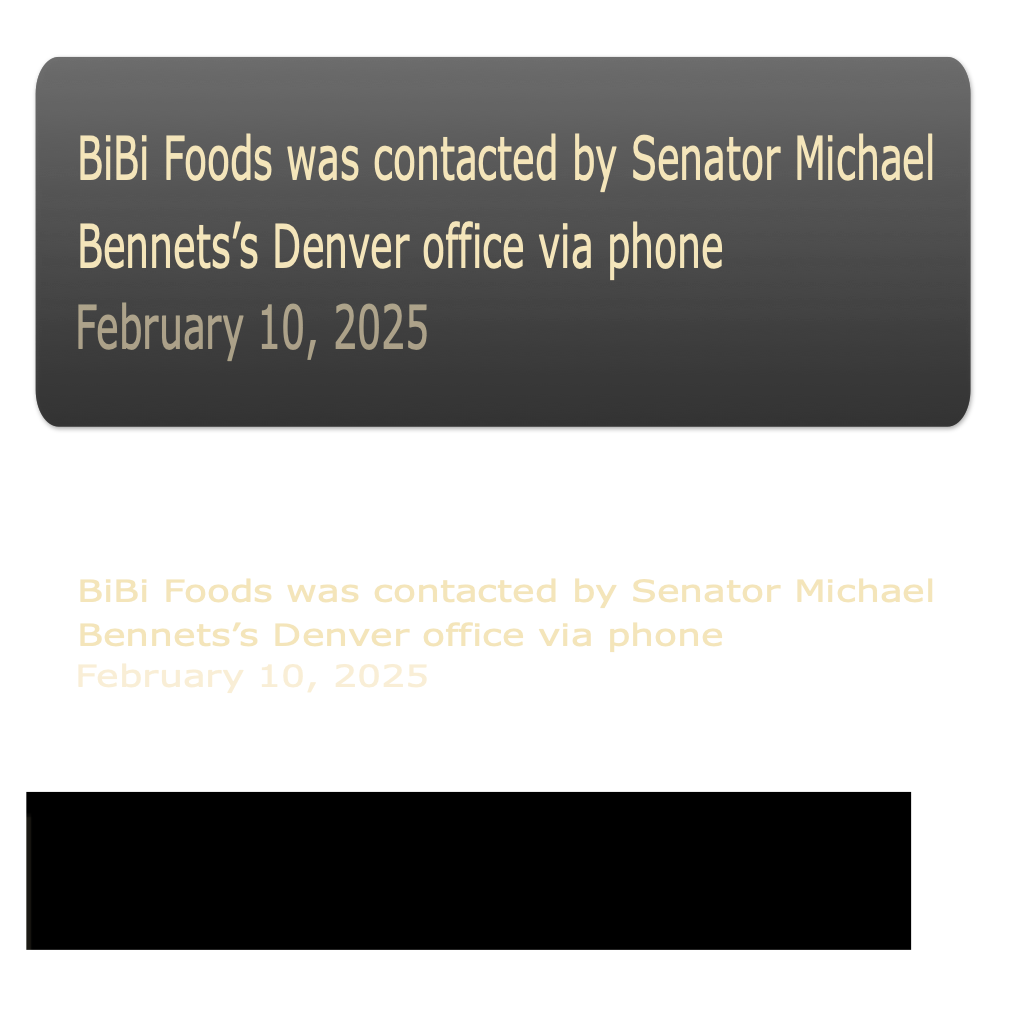 BiBi Foods was contacted by Senator Michael
Bennets’s Denver office via phone
February 10, 2025
BiBi Foods was contacted by Senator Michael
Bennets’s Denver office via phone
February 10, 2025